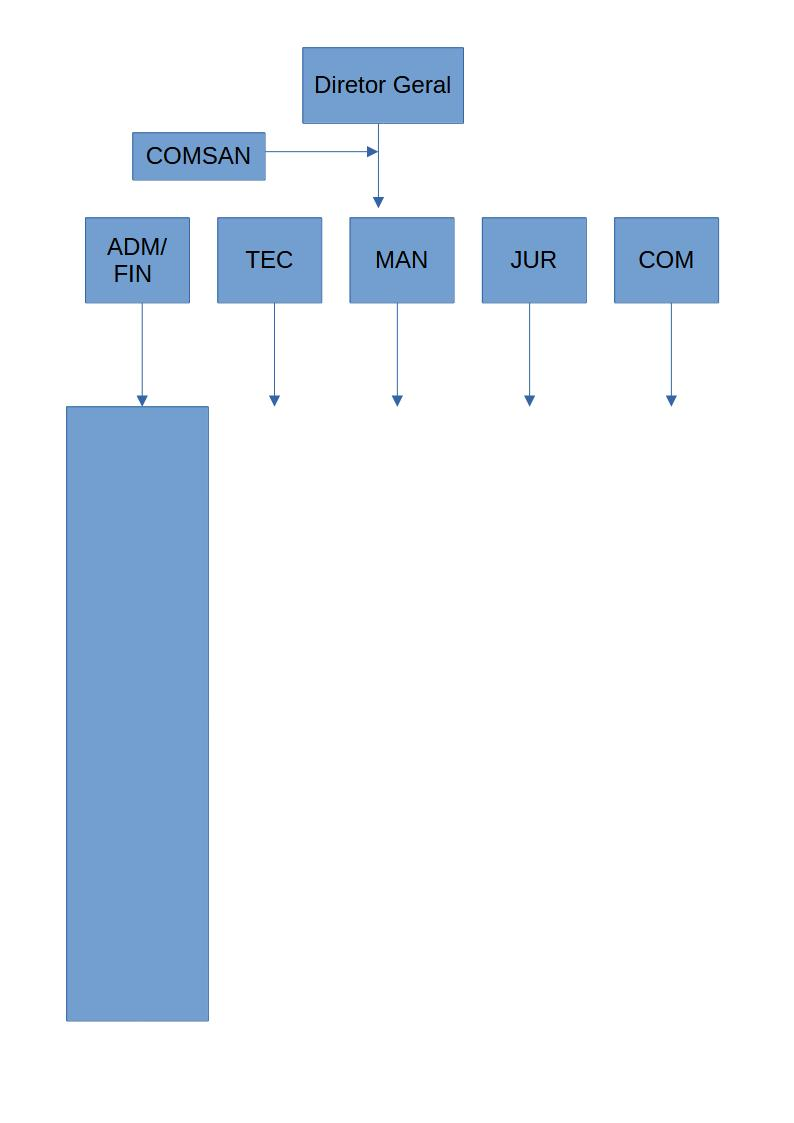 Diretor Geral
COMSAN
ADM/
FIN
TEC
MAN
JUR
COM